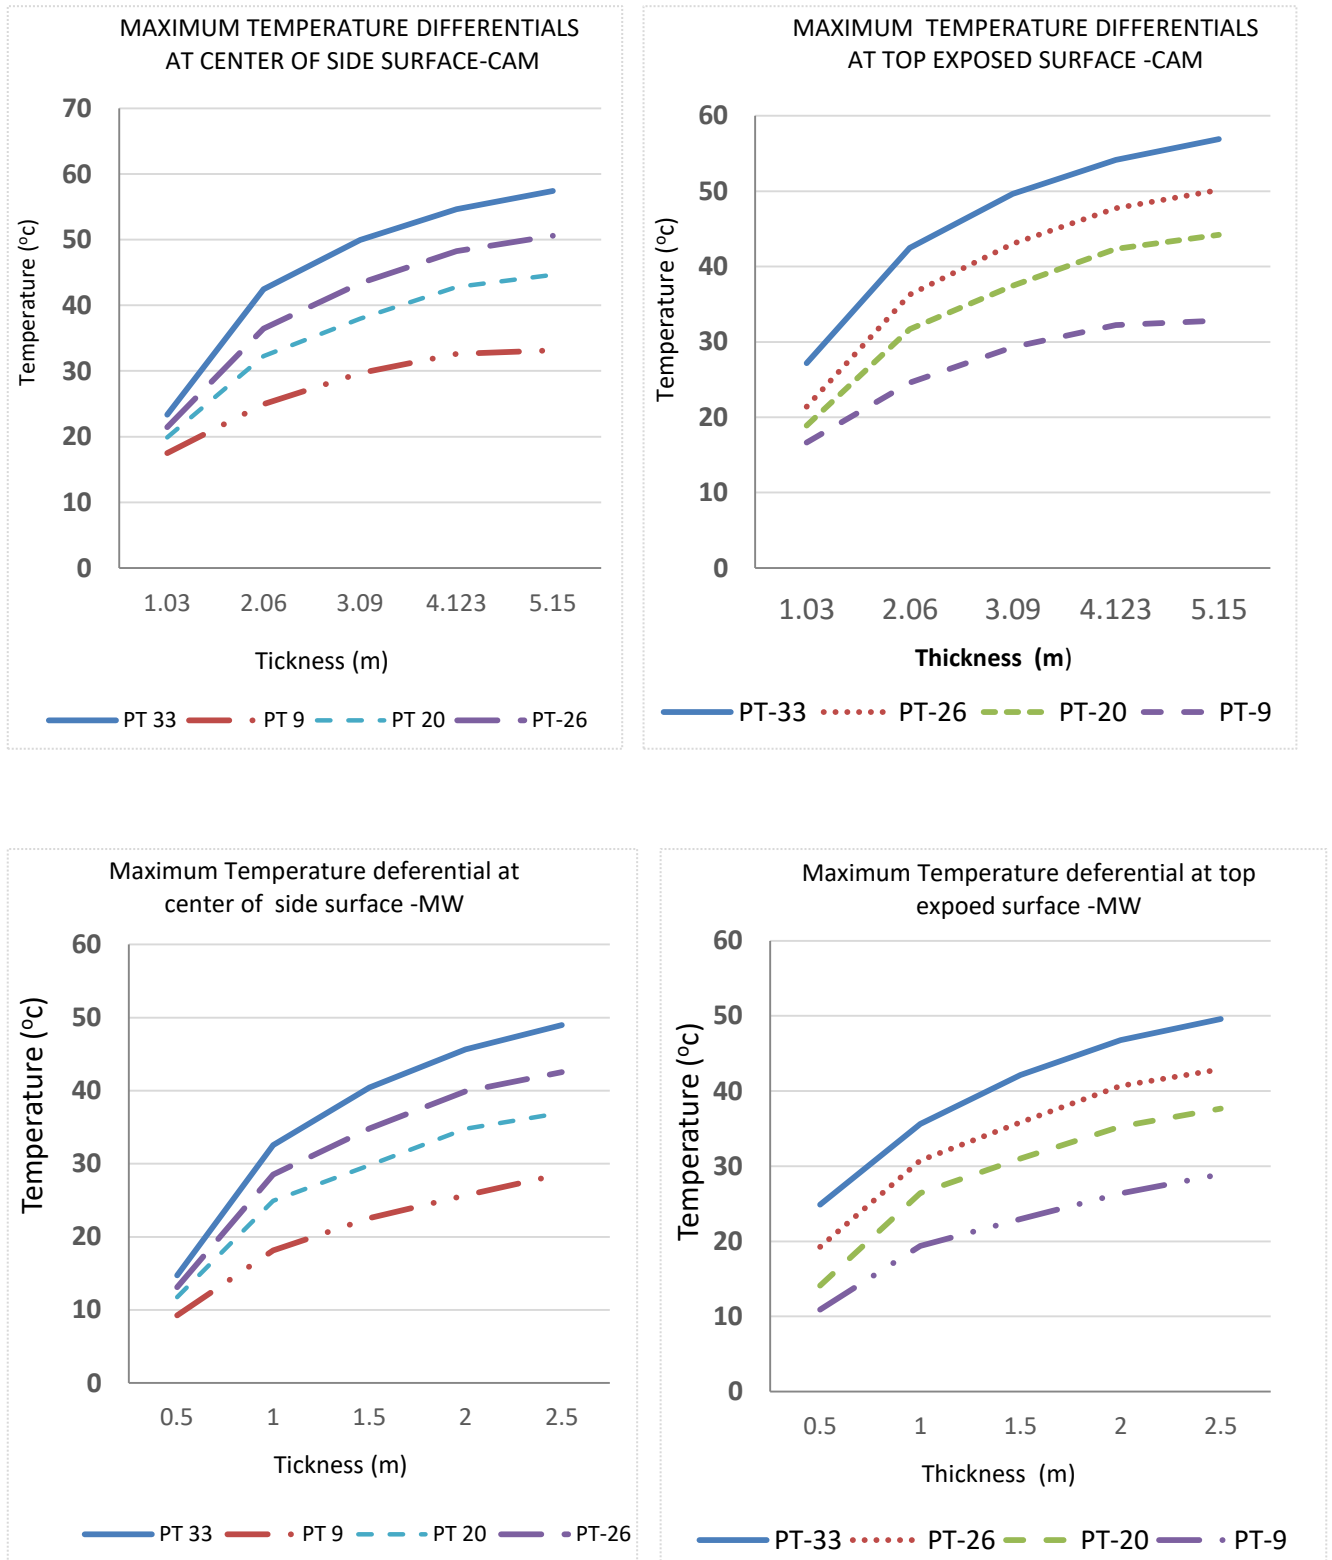 MAXIMUM TEMPERATURE DIFFERENTIALS
AT CENTER OF SIDE SURFACE-CAM
70
60
50
40
30
20
10
0
Temperature (ᵒc)
1.03 2.06 3.09 4.123 5.15
Tickness (m)
PT 33 PT 9 PT 20 PT-26
MAXIMUM TEMPERATURE DIFFERENTIALS
AT TOP EXPOSED SURFACE -CAM
60
50
40
30
20
10
0
Temperature (ᵒc)
1.03 2.06 3.09 4.123 5.15
Thickness (m)
PT-33 PT-26 PT-20 PT-9
Maximum Temperature deferential at
center of side surface -MW
60
50
40
30
20
10
0
Temperature (ᵒc)
0.5 1 1.5 2 2.5
Tickness (m)
PT 33 PT 9 PT 20 PT-26
Maximum Temperature deferential at top
expoed surface -MW
60
50
40
30
20
10
0
Temperature (ᵒc)
0.5 1 1.5 2 2.5
Thickness (m)
PT-33 PT-26 PT-20 PT-9